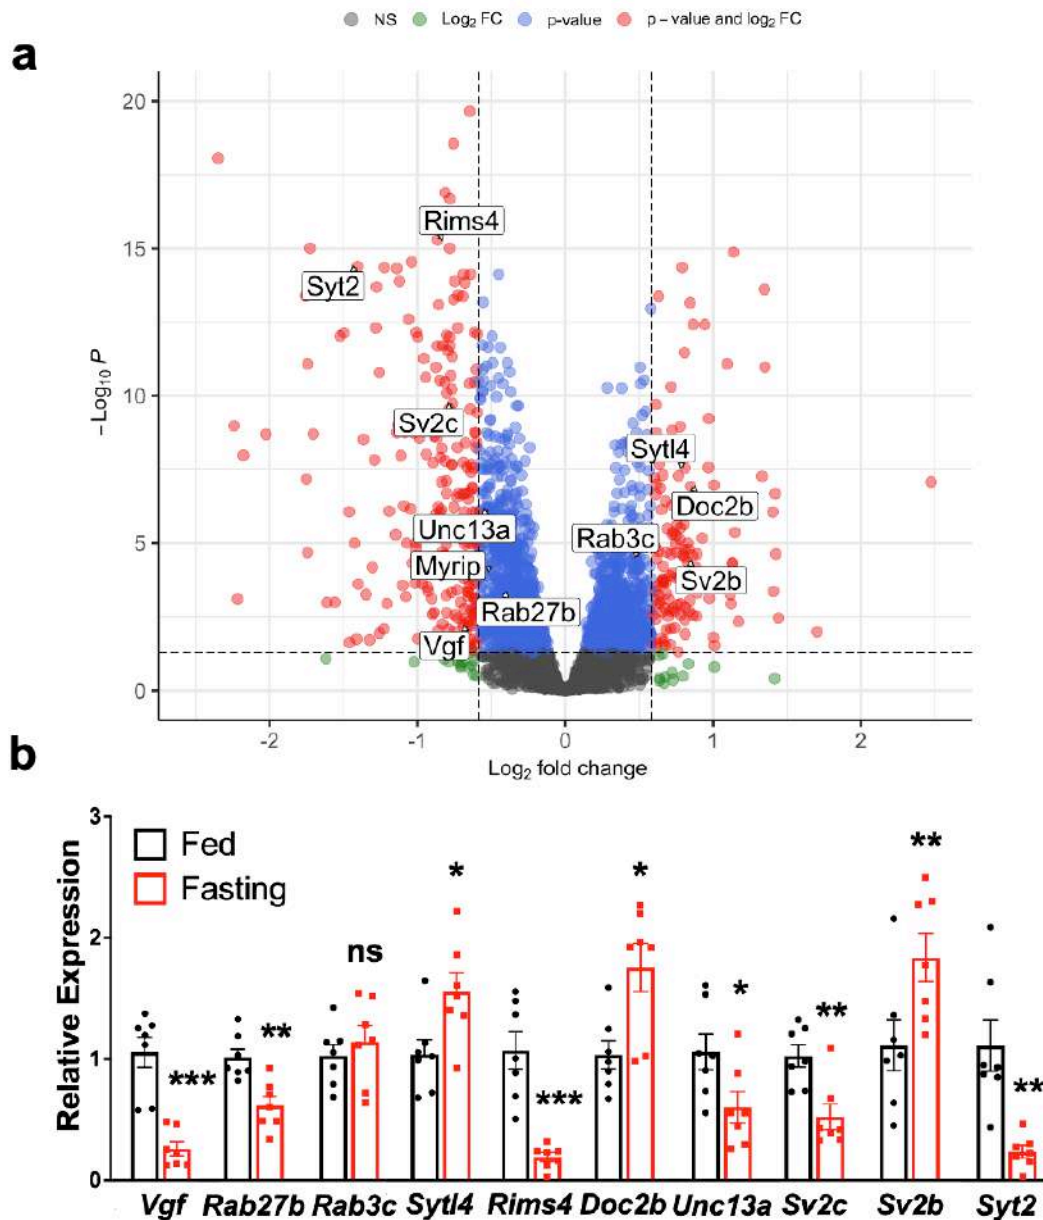 NS Log₂ FC p-value p – value and log₂ FC
a
20
Rims4
15
Syt2
−Log₁₀ P
10
Sv2c
Sytl4
Doc2b
Unc13a
Rab3c
5
Myrip
Sv2b
Rab27b
Vgf
0
-2 -1 0 1 2
Log₂ fold change
b
3
Fed
Fasting
** 
* *
2
ns
* **
Relative Expression
**
1
*** *** **
0
Vgf Rab27b Rab3c Sytl4 Rims4 Doc2b Unc13a Sv2c Sv2b Syt2